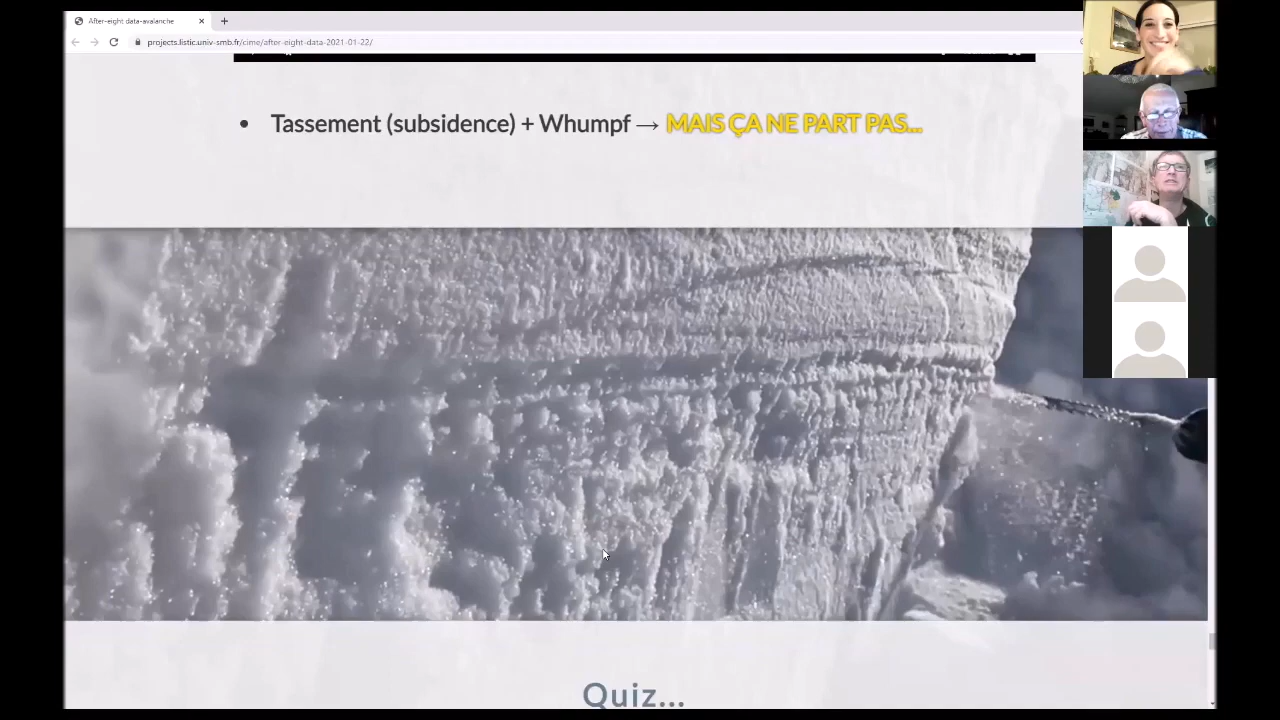 After-eight data-avalanche
projects.listic.univ-smb.fr/cime/after-eight-data-2021-01-22/
• Tassement (subsidence) + Whumpf → MAIS ÇA NE PART PAS...
Quiz...